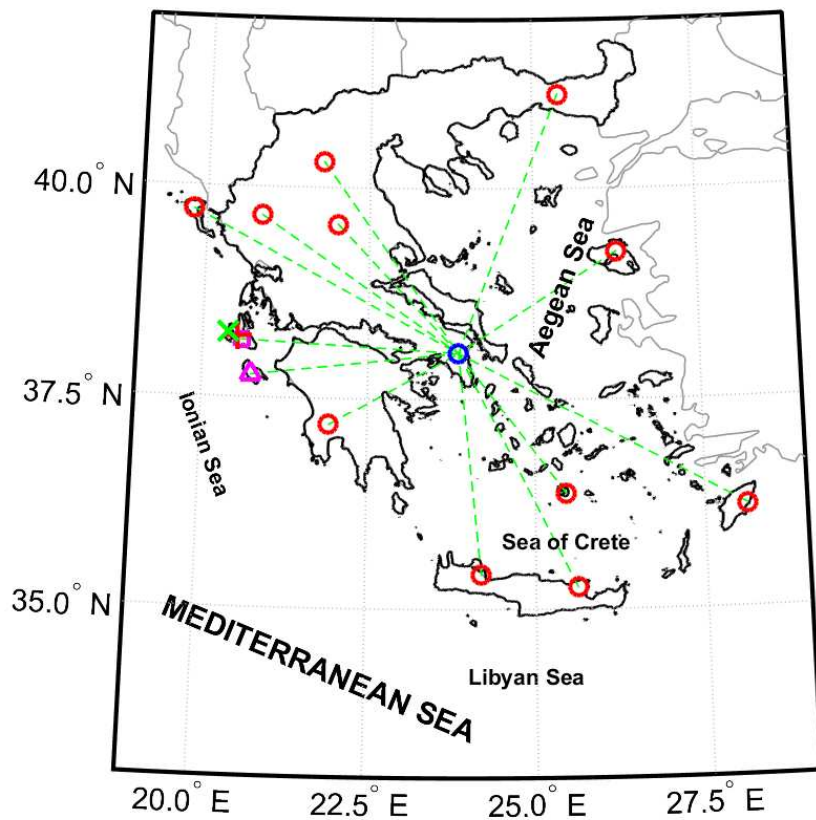 40.0° N
Aegean Sea
37.5° N
Ionian Sea
Sea of Crete
35.0° N
MEDITERRANEAN SEA
Libyan Sea
20.0° E
22.5° E
25.0° E
27.5° E